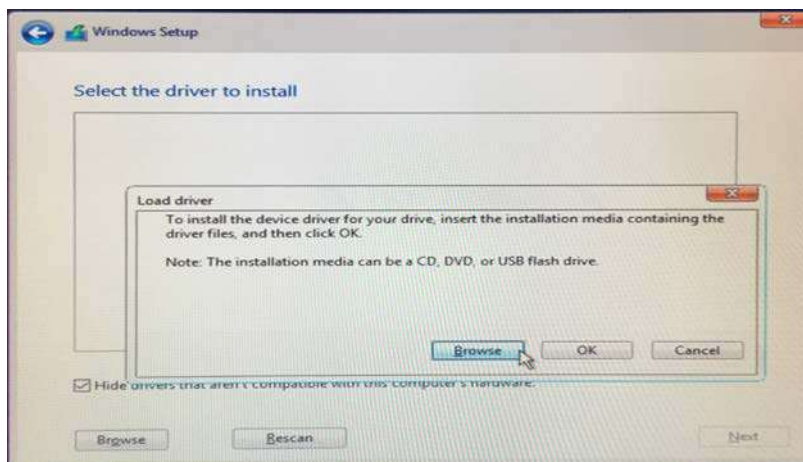 Windows Setup
Select the driver to install
Load driver
To install the device driver for your drive, insert the installation media containing the
driver files, and then click OK.
Note: The installation media can be a CD, DVD, or USB flash drive.
Browse OK Cancel
Hide drivers that aren't compatible with this computer's hardware.
Browse Rescan Next